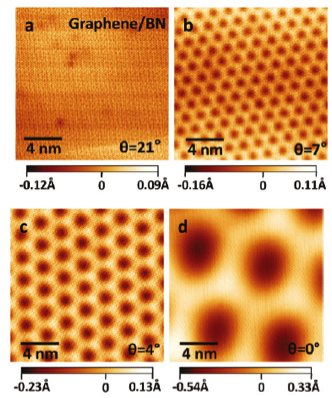 a Graphene/BN
4 nm θ=21°
-0.12Å 0 0.09Å
b
4 nm θ=7°
-0.16Å 0 0.11Å
c
4 nm θ=4°
-0.23Å 0 0.13Å
d
4 nm θ=0°
-0.54Å 0 0.33Å